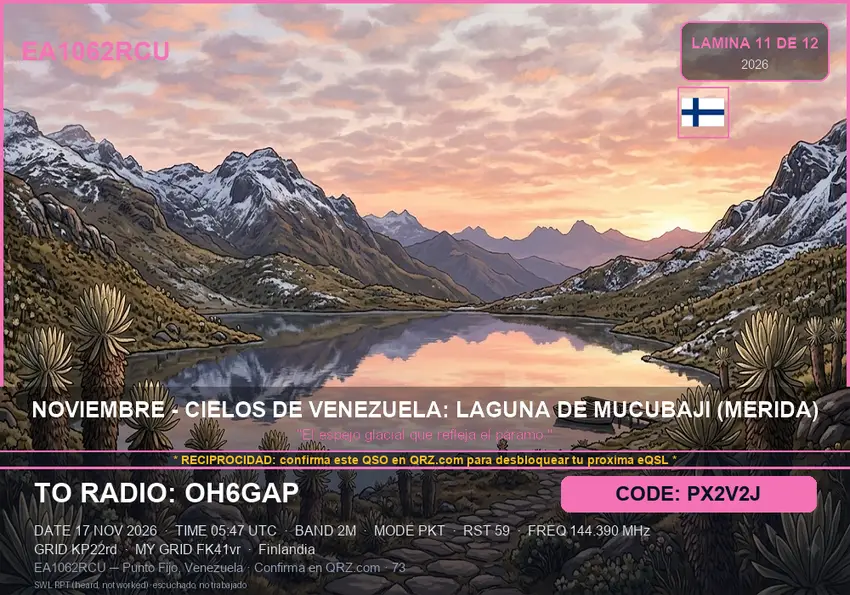 EA1062RCU
LAMINA 11 DE 12
2026
NOVIEMBRE - CIELOS DE VENEZUELA: LAGUNA DE MUCUBAJI (MERIDA)
"El espejo glacial que refleja el paramo."
* RECIPROCIDAD: confirma este QSO en QRZ.com para desbloquear tu proxima eQSL *
TO RADIO: OH6GAP
CODE: PX2V2J
DATE 17 NOV 2026 · TIME 05:47 UTC · BAND 2M · MODE PKT · RST 59 · FREQ 144.390 MHz
GRID KP22rd · MY GRID FK41vr · Finlandia
EA1062RCU — Punto Fijo, Venezuela · Confirma en QRZ.com · 73
SWL RPT (heard, not worked) · escuchado, no trabajado